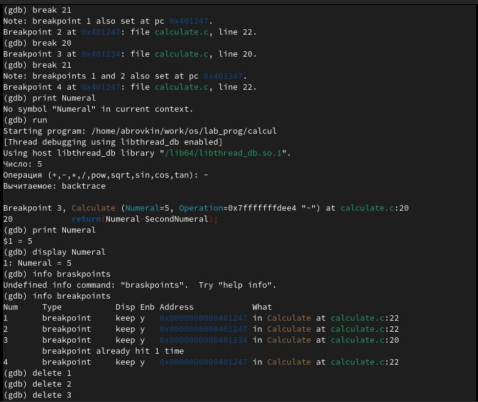 (gdb) break 21
Note: breakpoint 1 also set at pc 0x401247.
Breakpoint 2 at 0x401247: file calculate.c, line 22.
(gdb) break 20
Breakpoint 3 at 0x401234: file calculate.c, line 20.
(gdb) break 21
Note: breakpoints 1 and 2 also set at pc 0x401247.
Breakpoint 4 at 0x401247: file calculate.c, line 22.
(gdb) print Numeral
No symbol "Numeral" in current context.
(gdb) run
Starting program: /home/abrovkin/work/os/lab_prog/calcul
[Thread debugging using libthread_db enabled]
Using host libthread_db library "/lib64/libthread_db.so.1".
Число: 5
Операция (+,-,*,/,pow,sqrt,sin,cos,tan): -
Вычитаемое: backtrace
Breakpoint 3, Calculate (Numeral=5, Operation=0x7fffffffdee4 "-") at calculate.c:20
20 return(Numeral-SecondNumeral);
(gdb) print Numeral
$1 = 5
(gdb) display Numeral
1: Numeral = 5
(gdb) info braskpoints
Undefined info command: "braskpoints". Try "help info".
(gdb) info breakpoints
Num Type Disp Enb Address What
1 breakpoint keep y 0x0000000000401247 in Calculate at calculate.c:22
2 breakpoint keep y 0x0000000000401247 in Calculate at calculate.c:22
3 breakpoint keep y 0x0000000000401234 in Calculate at calculate.c:20
breakpoint already hit 1 time
4 breakpoint keep y 0x0000000000401247 in Calculate at calculate.c:22
(gdb) delete 1
(gdb) delete 2
(gdb) delete 3